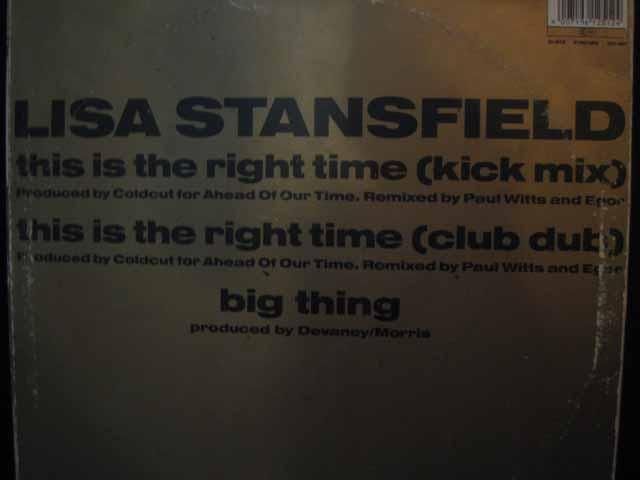 LISA STANSFIELD
this is the right time (kick mix)
Produced by Coldcut for Ahead Of Our Time. Remixed by Paul Witts and Egor
this is the right time (club dub)
Produced by Coldcut for Ahead Of Our Time. Remixed by Paul Witts and Egor
big thing
produced by Devaney/Morris